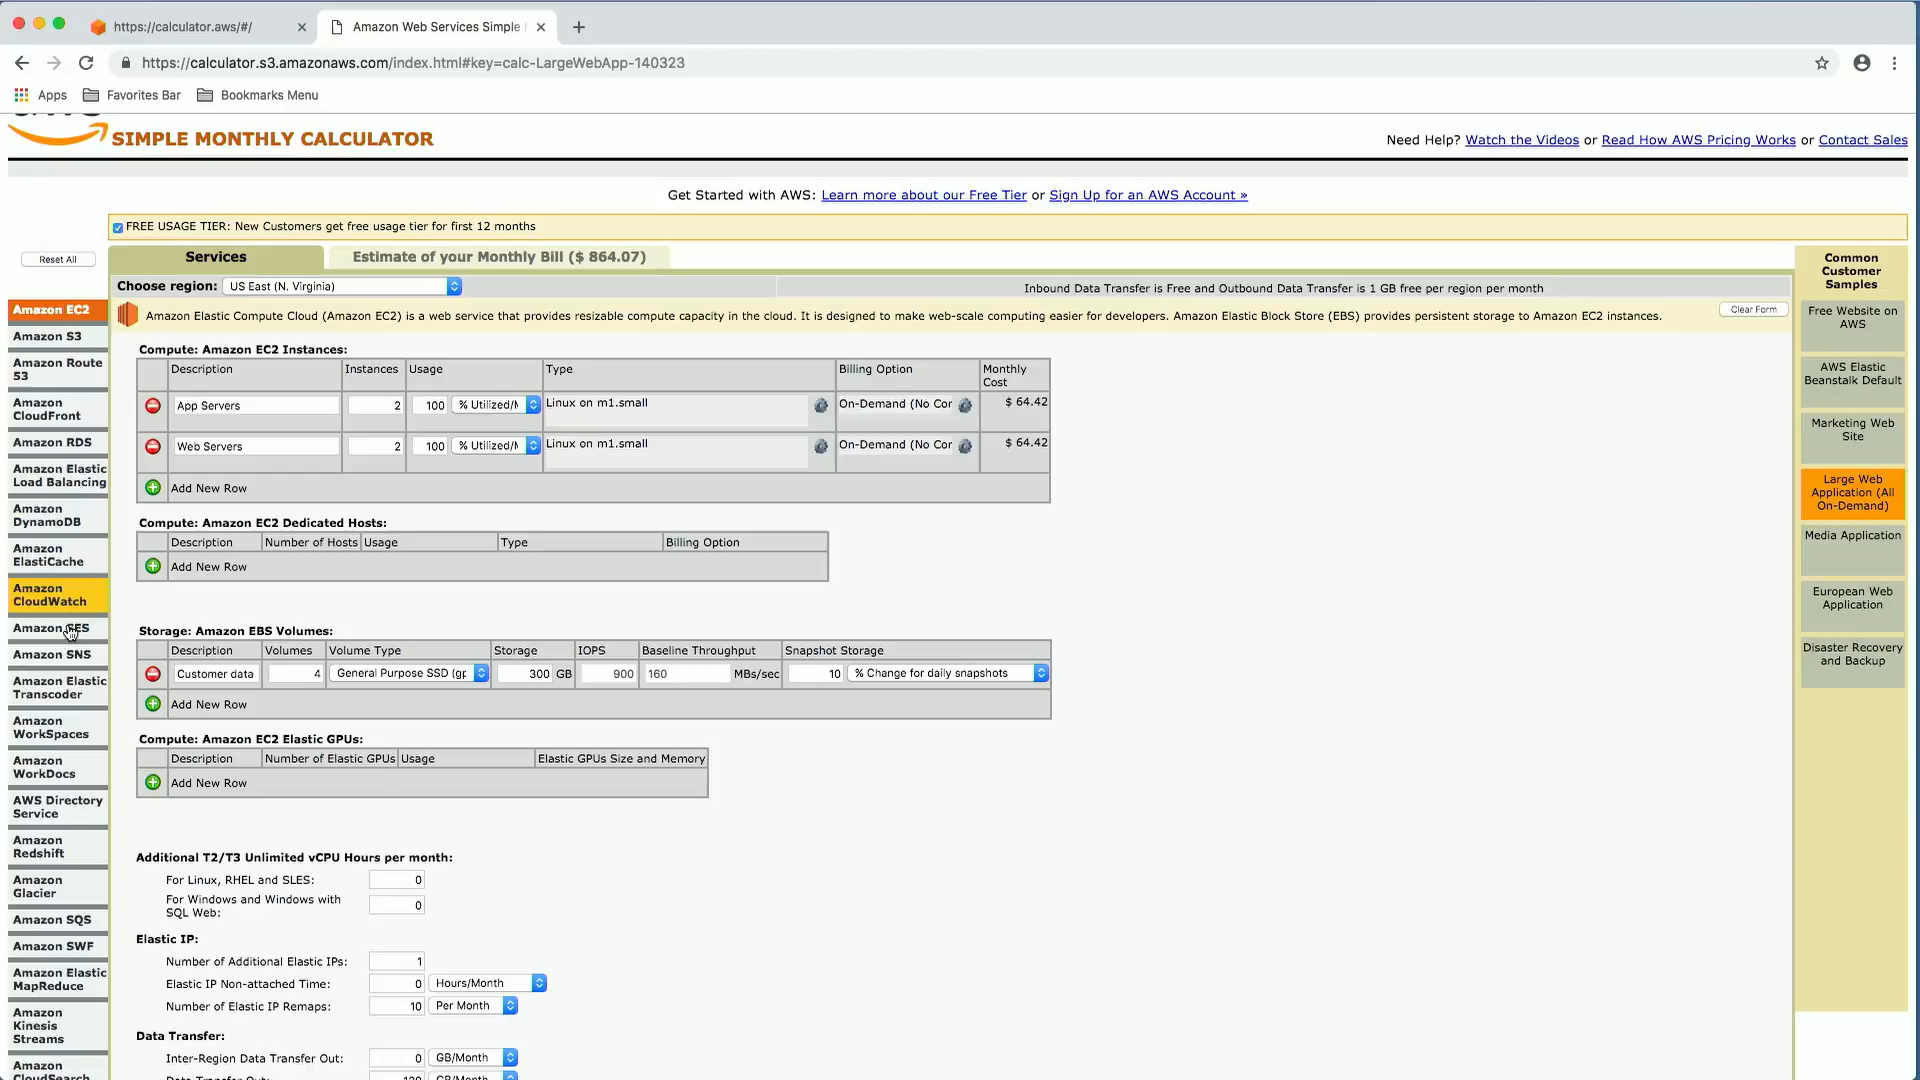 https://calculator.aws/#/
Amazon Web Services Simple
https://calculator.s3.amazonaws.com/index.html#key=calc-LargeWebApp-140323
Apps
Favorites Bar
Bookmarks Menu
SIMPLE MONTHLY CALCULATOR
Need Help? Watch the Videos or Read How AWS Pricing Works or Contact Sales
Get Started with AWS: Learn more about our Free Tier or Sign Up for an AWS Account »
FREE USAGE TIER: New Customers get free usage tier for first 12 months
Reset All
Services
Estimate of your Monthly Bill ($ 864.07)
Choose region: US East (N. Virginia)
Inbound Data Transfer is Free and Outbound Data Transfer is 1 GB free per region per month
Amazon Elastic Compute Cloud (Amazon EC2) is a web service that provides resizable compute capacity in the cloud. It is designed to make web-scale computing easier for developers. Amazon Elastic Block Store (EBS) provides persistent storage to Amazon EC2 instances.
Clear Form
Amazon EC2
Amazon S3
Amazon Route
53
Amazon
CloudFront
Amazon RDS
Amazon Elastic
Load Balancing
Amazon
DynamoDB
Amazon
ElastiCache
Amazon
CloudWatch
Amazon SES
Amazon SNS
Amazon Elastic
Transcoder
Amazon
WorkSpaces
Amazon
WorkDocs
AWS Directory
Service
Amazon
Redshift
Amazon
Glacier
Amazon SQS
Amazon SWF
Amazon Elastic
MapReduce
Amazon
Kinesis
Streams
Amazon
CloudSearch
Compute: Amazon EC2 Instances:
Description Instances Usage Type Billing Option Monthly
Cost
App Servers 2 100 % Utilized/M Linux on m1.small On-Demand (No Cor $ 64.42
Web Servers 2 100 % Utilized/M Linux on m1.small On-Demand (No Cor $ 64.42
Add New Row
Compute: Amazon EC2 Dedicated Hosts:
Description Number of Hosts Usage Type Billing Option
Add New Row
Storage: Amazon EBS Volumes:
Description Volumes Volume Type Storage IOPS Baseline Throughput Snapshot Storage
Customer data 4 General Purpose SSD (gp 300 GB 900 160 MBs/sec 10 % Change for daily snapshots
Add New Row
Compute: Amazon EC2 Elastic GPUs:
Description Number of Elastic GPUs Usage Elastic GPUs Size and Memory
Add New Row
Additional T2/T3 Unlimited vCPU Hours per month:
For Linux, RHEL and SLES: 0
For Windows and Windows with
SQL Web: 0
Elastic IP:
Number of Additional Elastic IPs: 1
Elastic IP Non-attached Time: 0 Hours/Month
Number of Elastic IP Remaps: 10 Per Month
Data Transfer:
Inter-Region Data Transfer Out: 0 GB/Month
Data Transfer Out: 120 GB/Month
Common
Customer
Samples
Free Website on
AWS
AWS Elastic
Beanstalk Default
Marketing Web
Site
Large Web
Application (All
On-Demand)
Media Application
European Web
Application
Disaster Recovery
and Backup